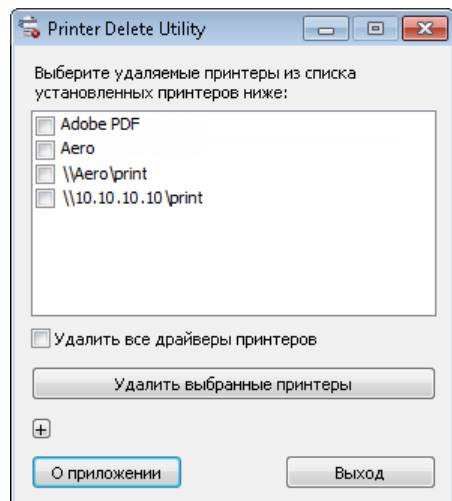 Printer Delete Utility
Выберите удаляемые принтеры из списка
установленных принтеров ниже:
Adobe PDF
Aero
\\Aero\print
\\10.10.10.10\print
Удалить все драйверы принтеров
Удалить выбранные принтеры
О приложении
Выход